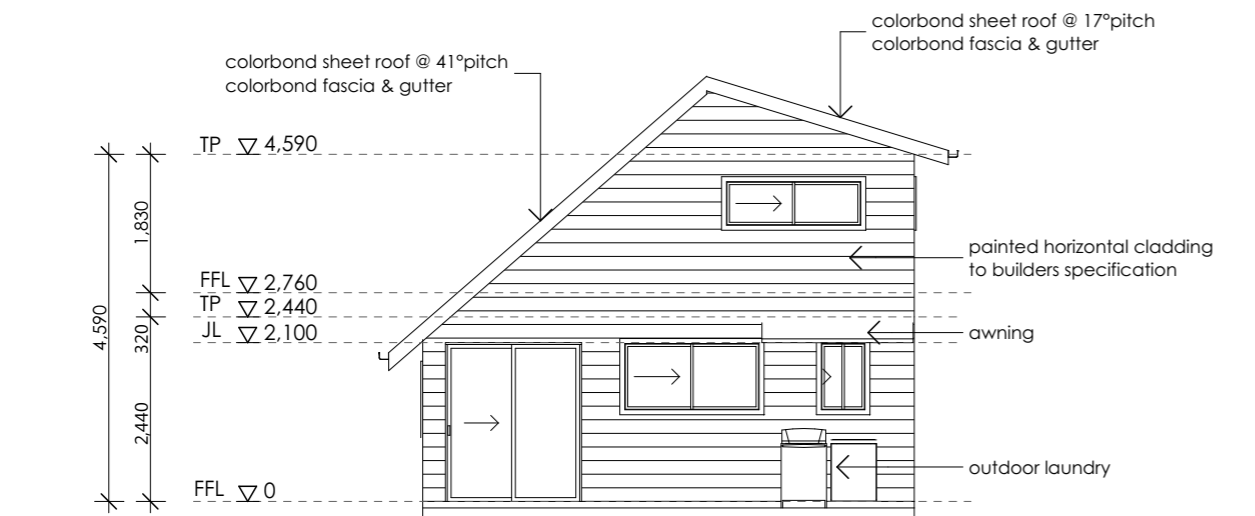 colorbond sheet roof @ 17°pitch
colorbond fascia & gutter
colorbond sheet roof @ 41°pitch
colorbond fascia & gutter
TP 4,590
1,830
painted horizontal cladding
to builders specification
FFL 2,760
TP 2,440
JL 2,100
4,590
320
awning
2,440
outdoor laundry
FFL 0